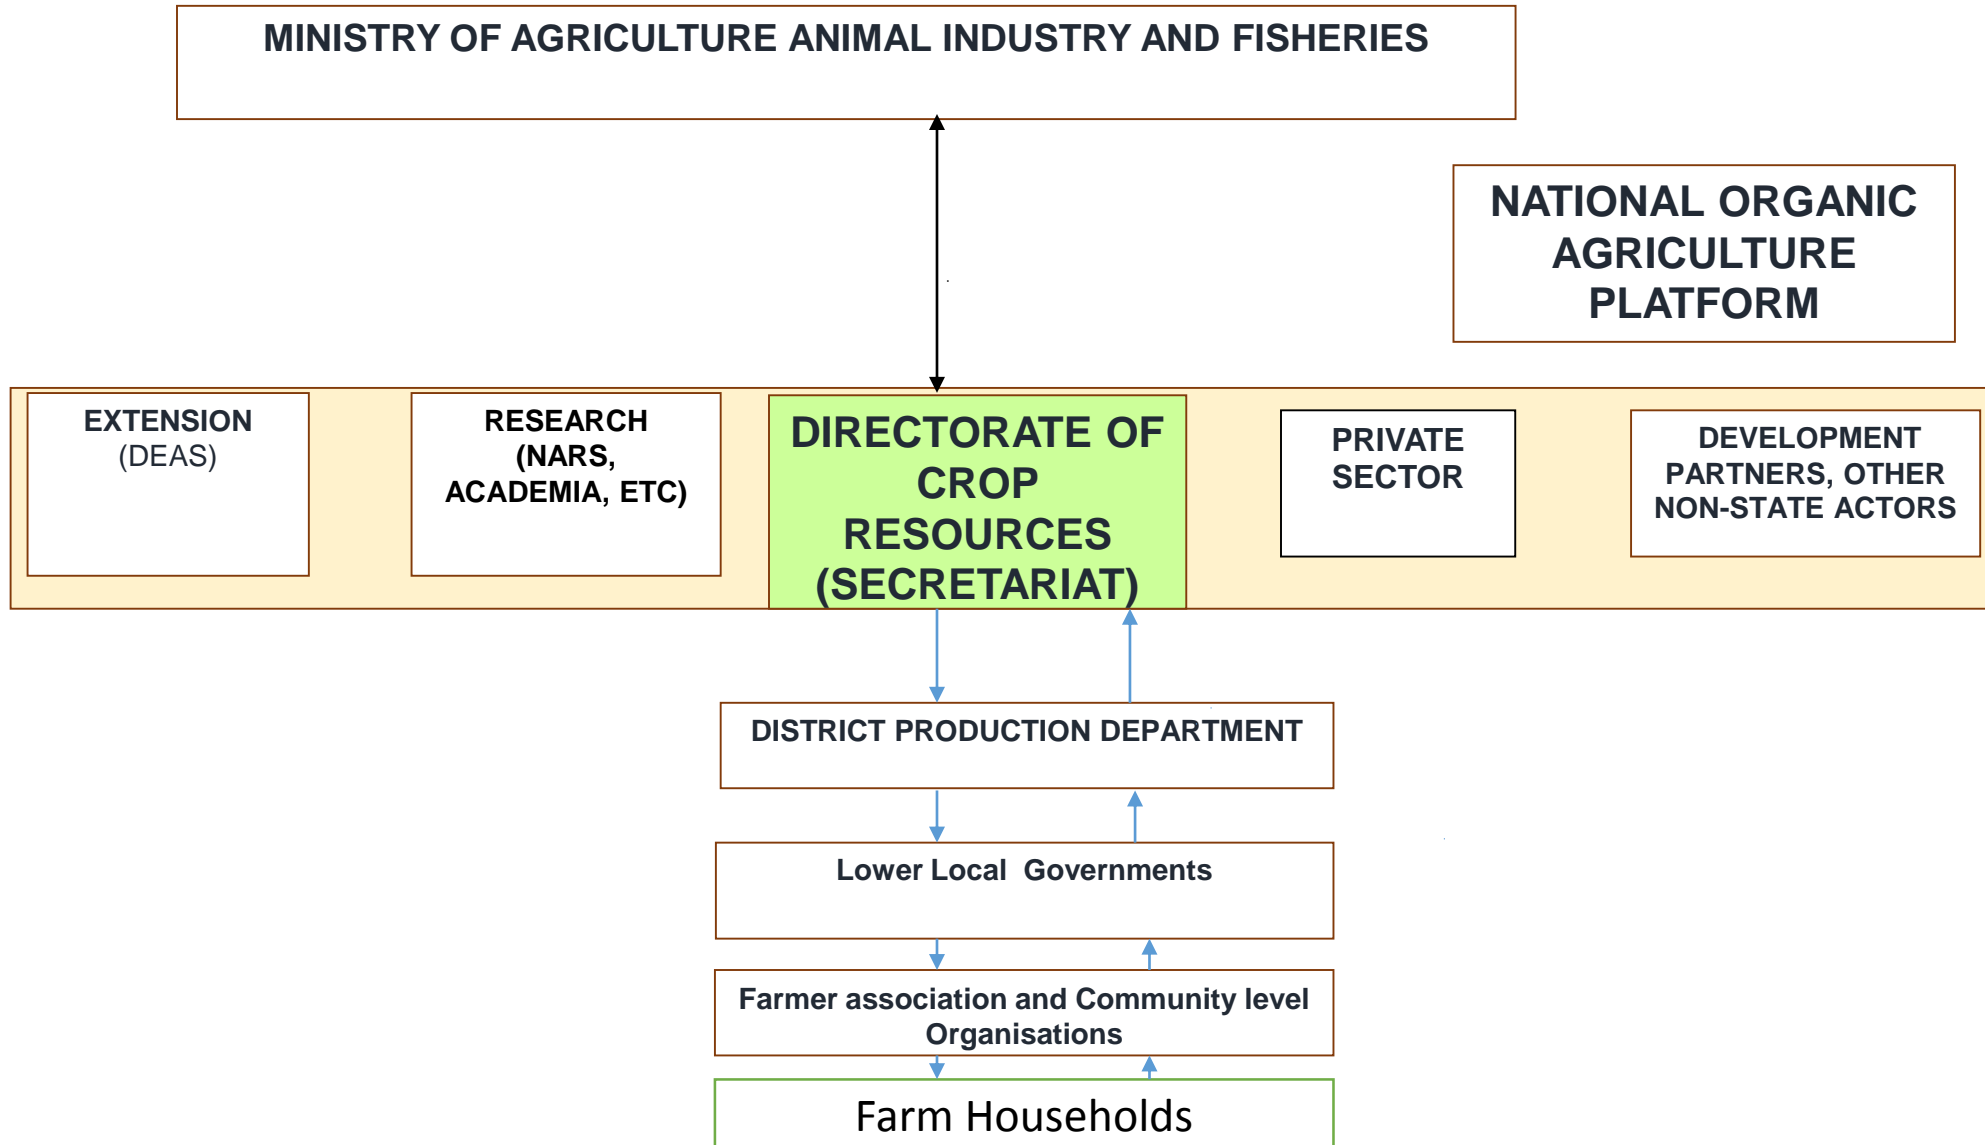 MINISTRY OF AGRICULTURE ANIMAL INDUSTRY AND FISHERIES
NATIONAL ORGANIC
AGRICULTURE
PLATFORM
EXTENSION
(DEAS)
RESEARCH
(NARS,
ACADEMIA, ETC)
DIRECTORATE OF
CROP
RESOURCES
(SECRETARIAT)
PRIVATE
SECTOR
DEVELOPMENT
PARTNERS, OTHER
NON-STATE ACTORS
DISTRICT PRODUCTION DEPARTMENT
Lower Local  Governments
Farmer association and Community level
Organisations
Farm Households